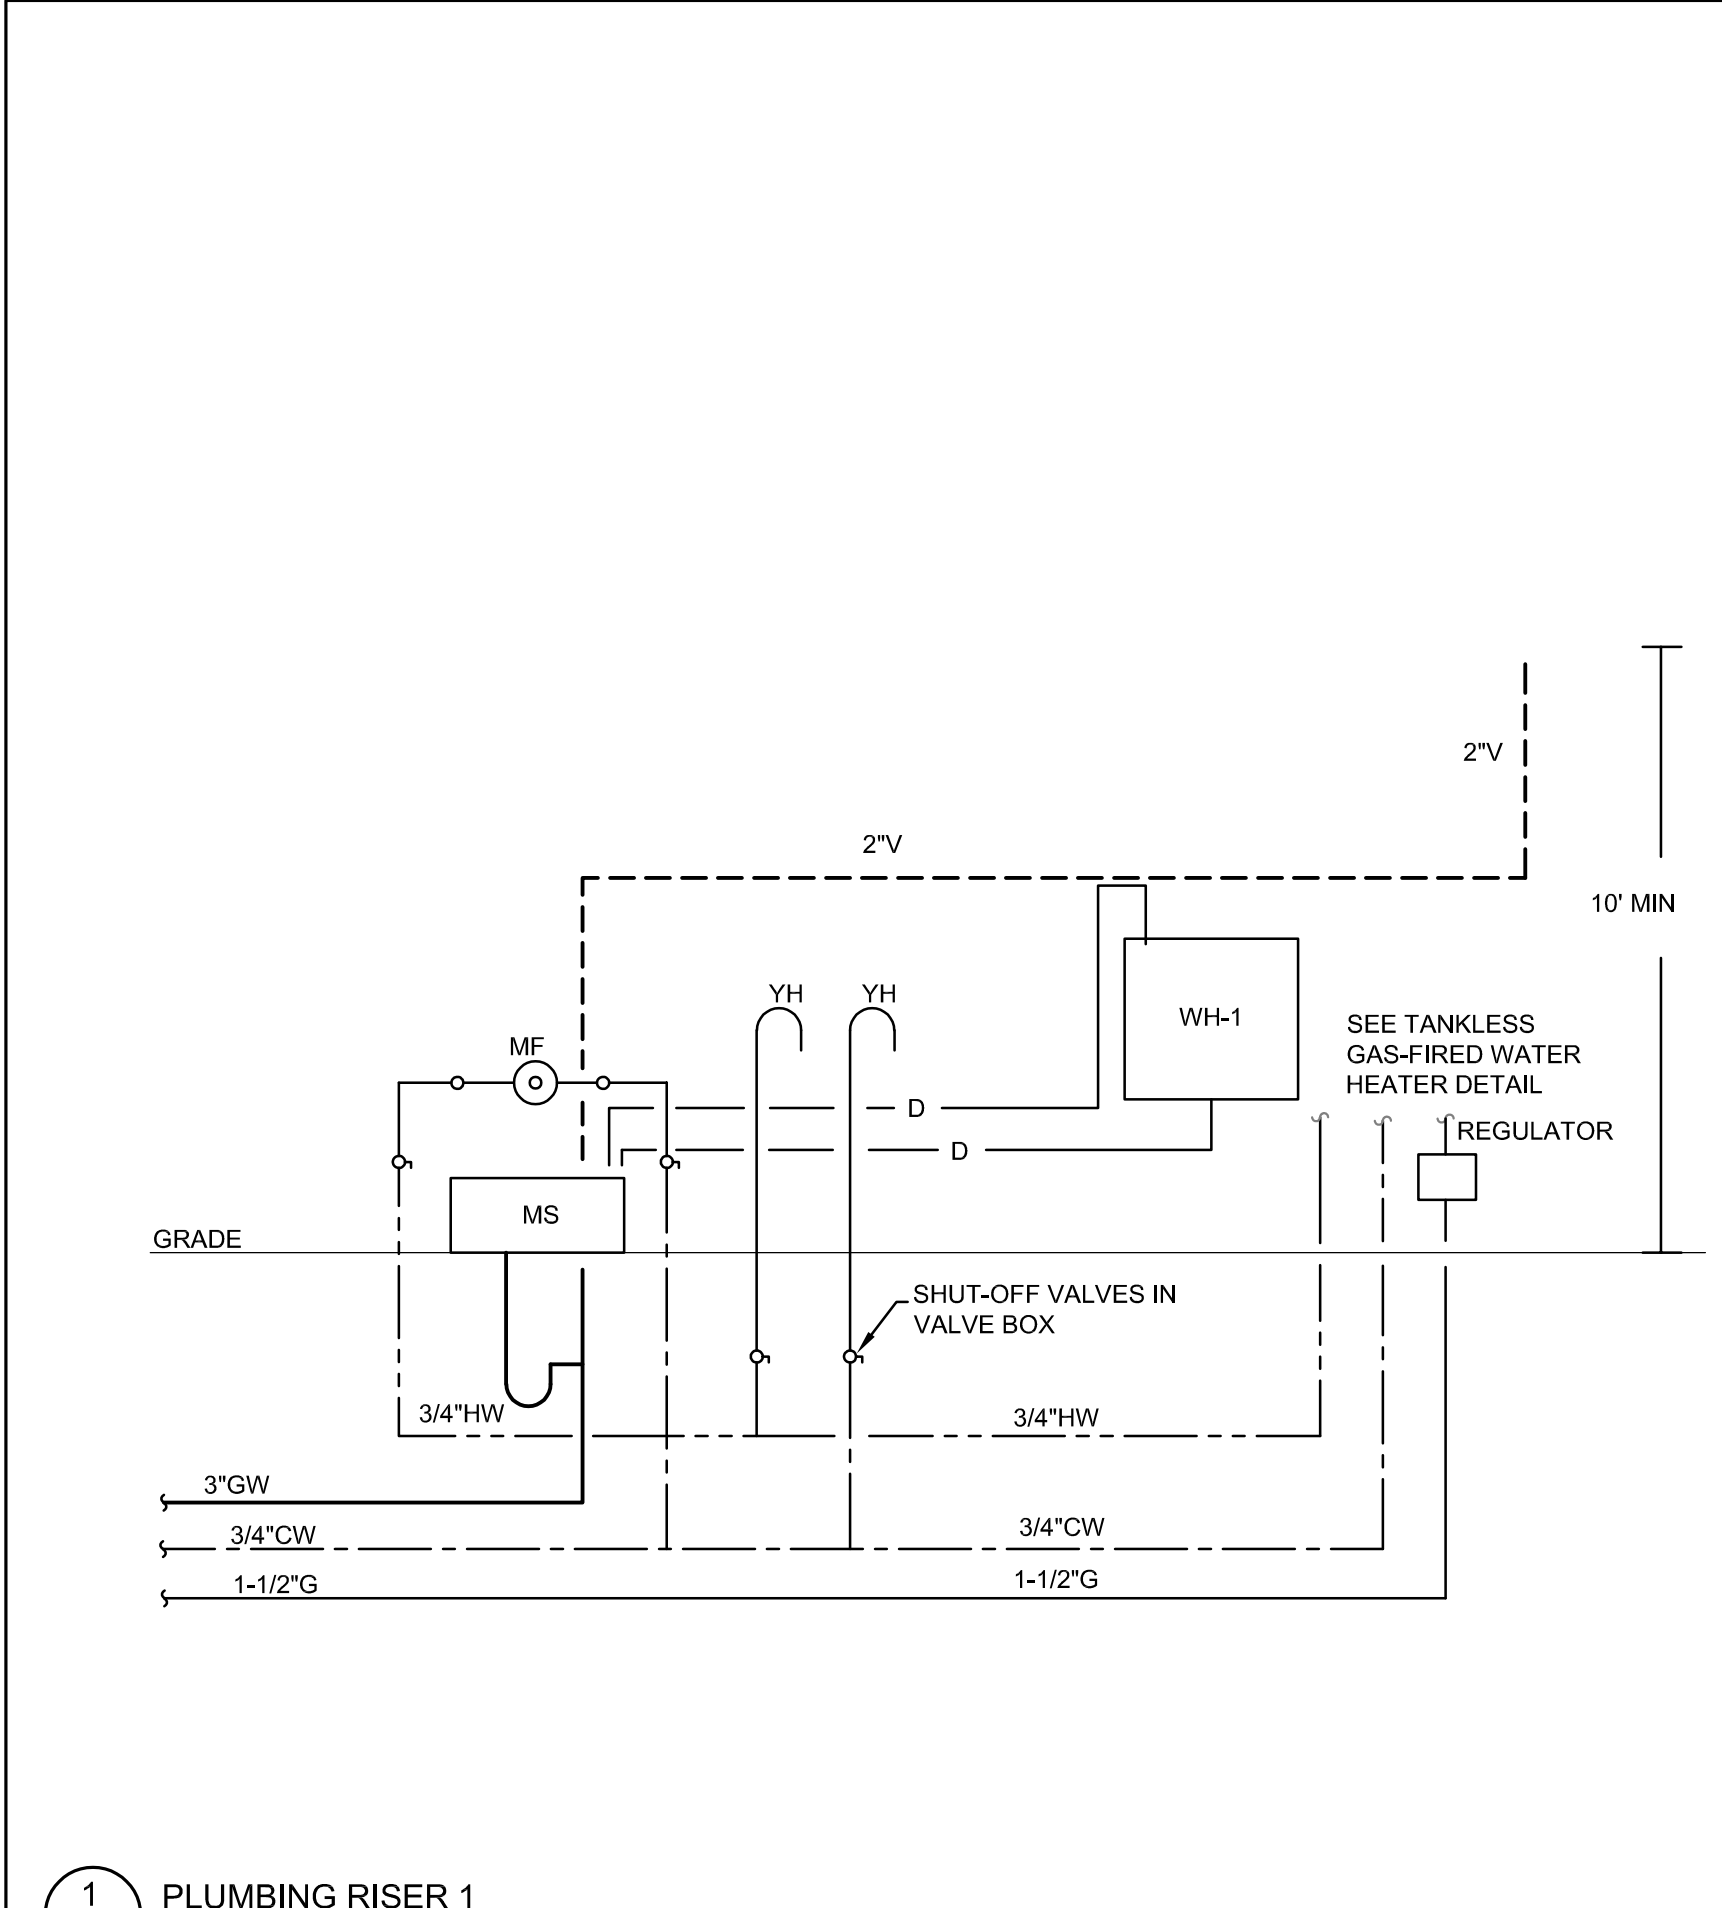 2"V
2"V
10' MIN
YH
YH
WH-1
SEE TANKLESS
GAS-FIRED WATER
HEATER DETAIL
MF
D
REGULATOR
D
MS
GRADE
SHUT-OFF VALVES IN
VALVE BOX
3/4"HW
3/4"HW
3"GW
3/4"CW
3/4"CW
1-1/2"G
1-1/2"G
1
PLUMBING RISER 1